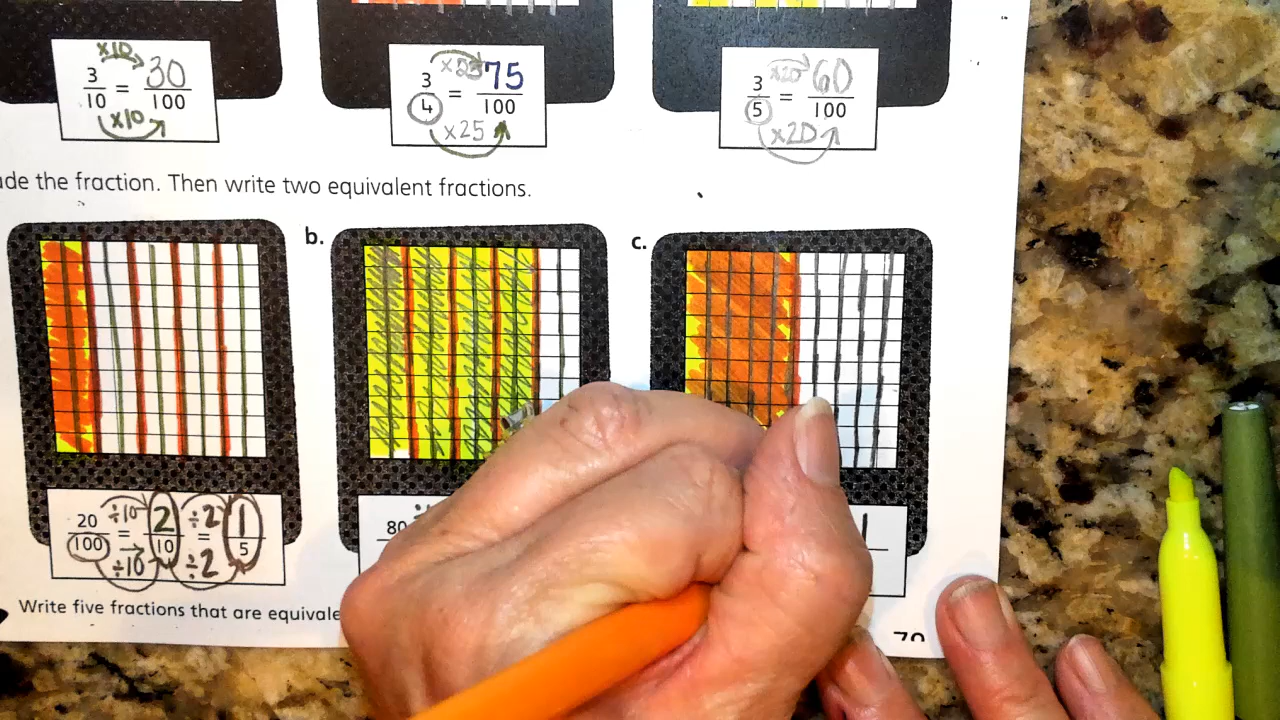 ×10 ×25 ×20
3/10 = 30/100 3/4 = 75/100 3/5 = 60/100
×10 ×25 ×20
the fraction. Then write two equivalent fractions.
b. c.
÷10 ÷2
20/100 = 2/10 = 1/5 80 1
÷10 ÷2
Write five fractions that are